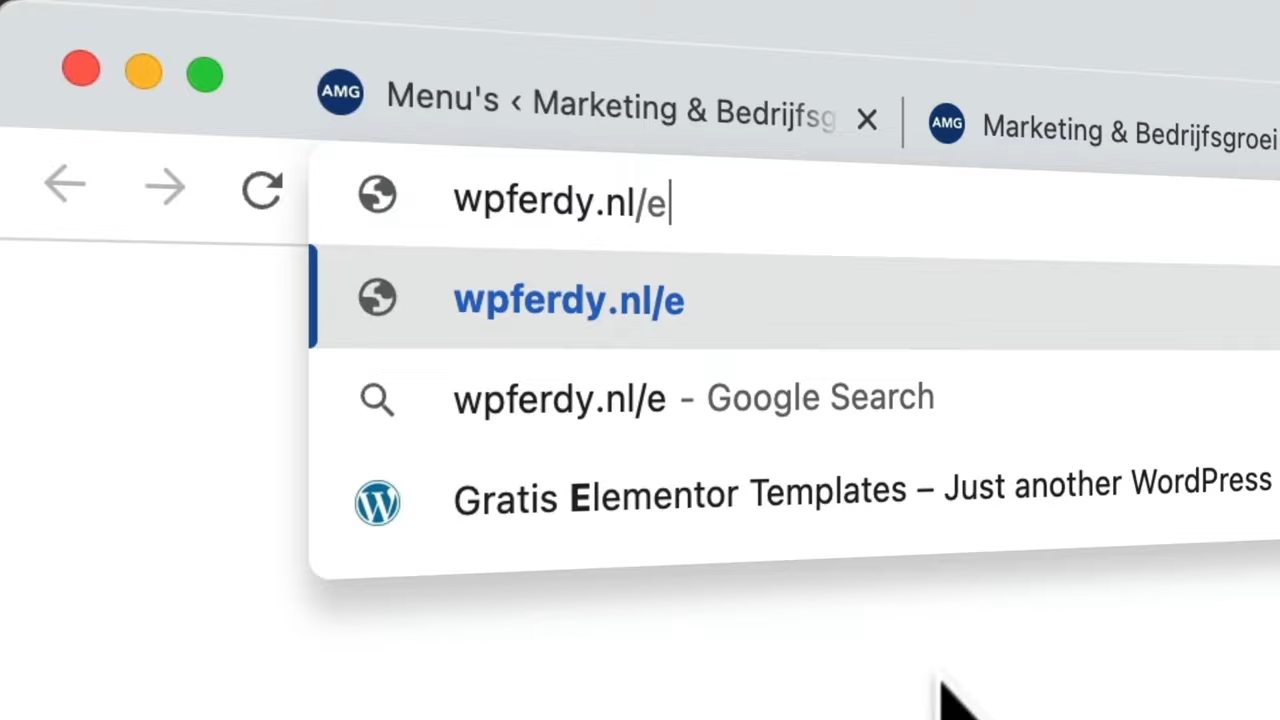 AMG Menu's ‹ Marketing & Bedrijfsg AMG Marketing & Bedrijfsgroei
wpferdy.nl/e
wpferdy.nl/e
wpferdy.nl/e - Google Search
Gratis Elementor Templates – Just another WordPress